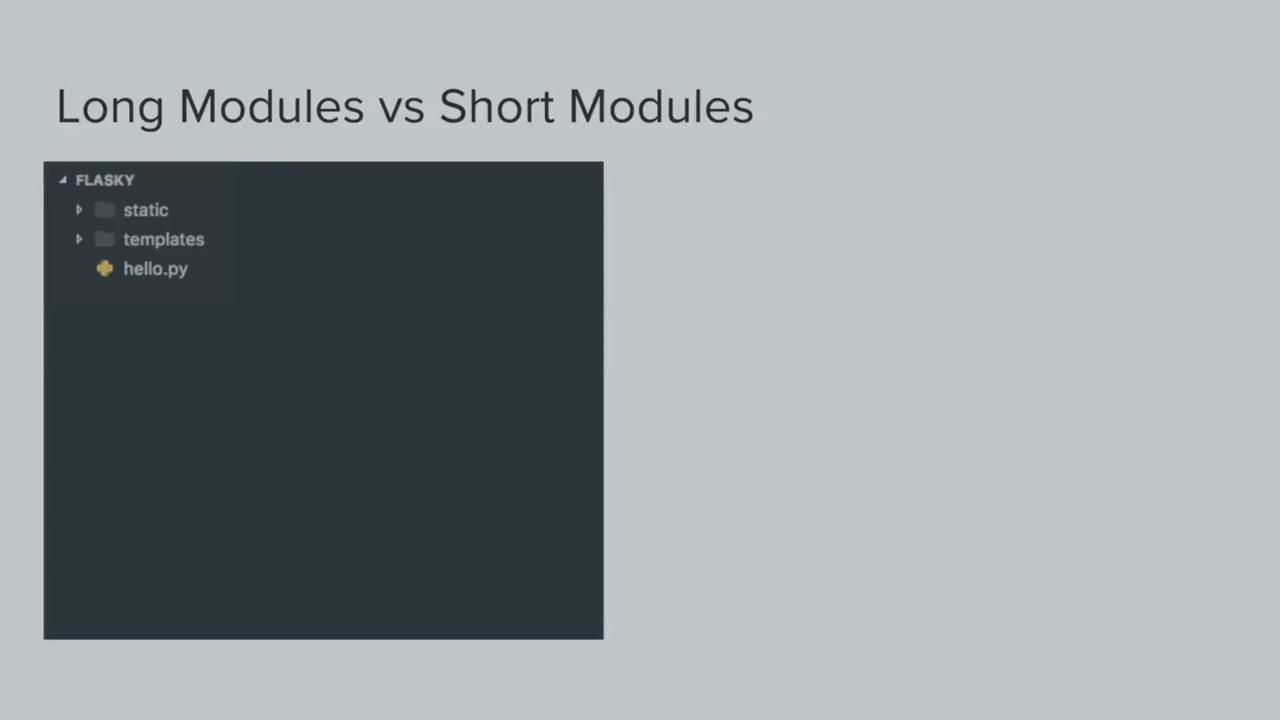 Long Modules vs Short Modules
FLASKY
static
templates
hello.py